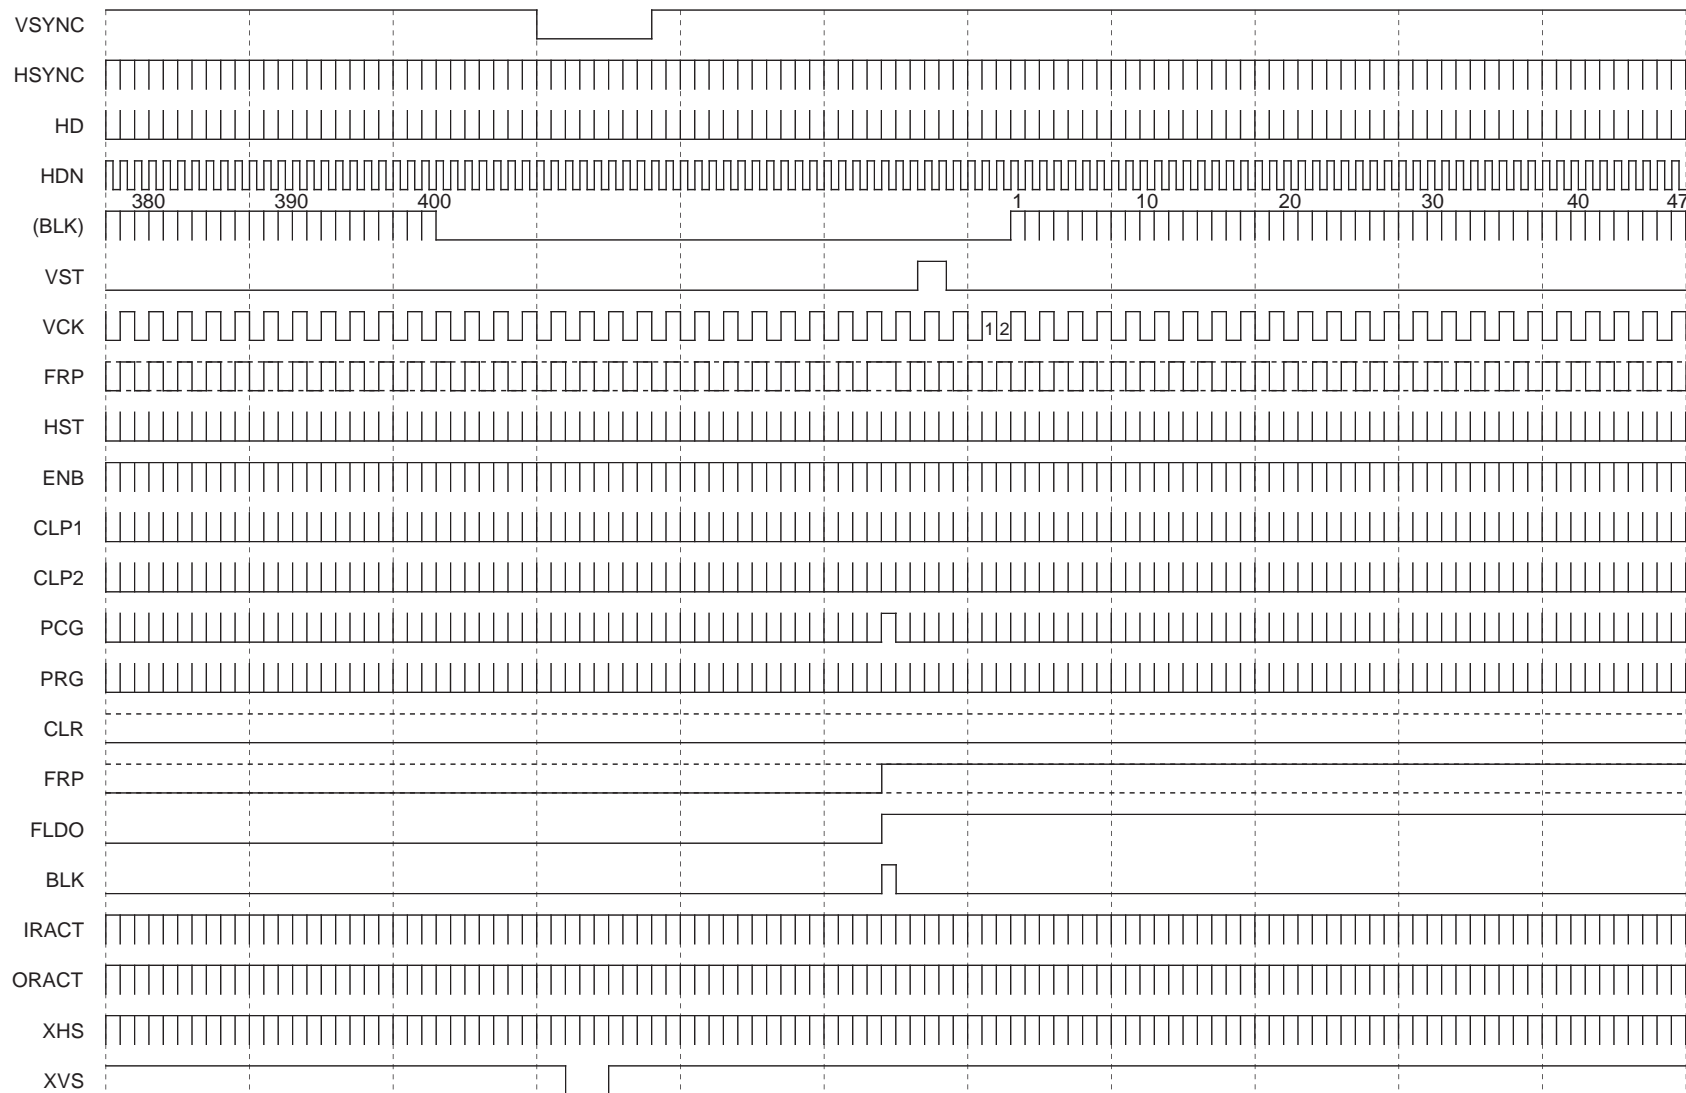 VSYNC
HSYNC
HD
HDN
380 390 400 1 10 20 30 40 47
(BLK)
VST
VCK
1 2
FRP
HST
ENB
CLP1
CLP2
PCG
PRG
CLR
FRP
FLDO
BLK
IRACT
ORACT
XHS
XVS